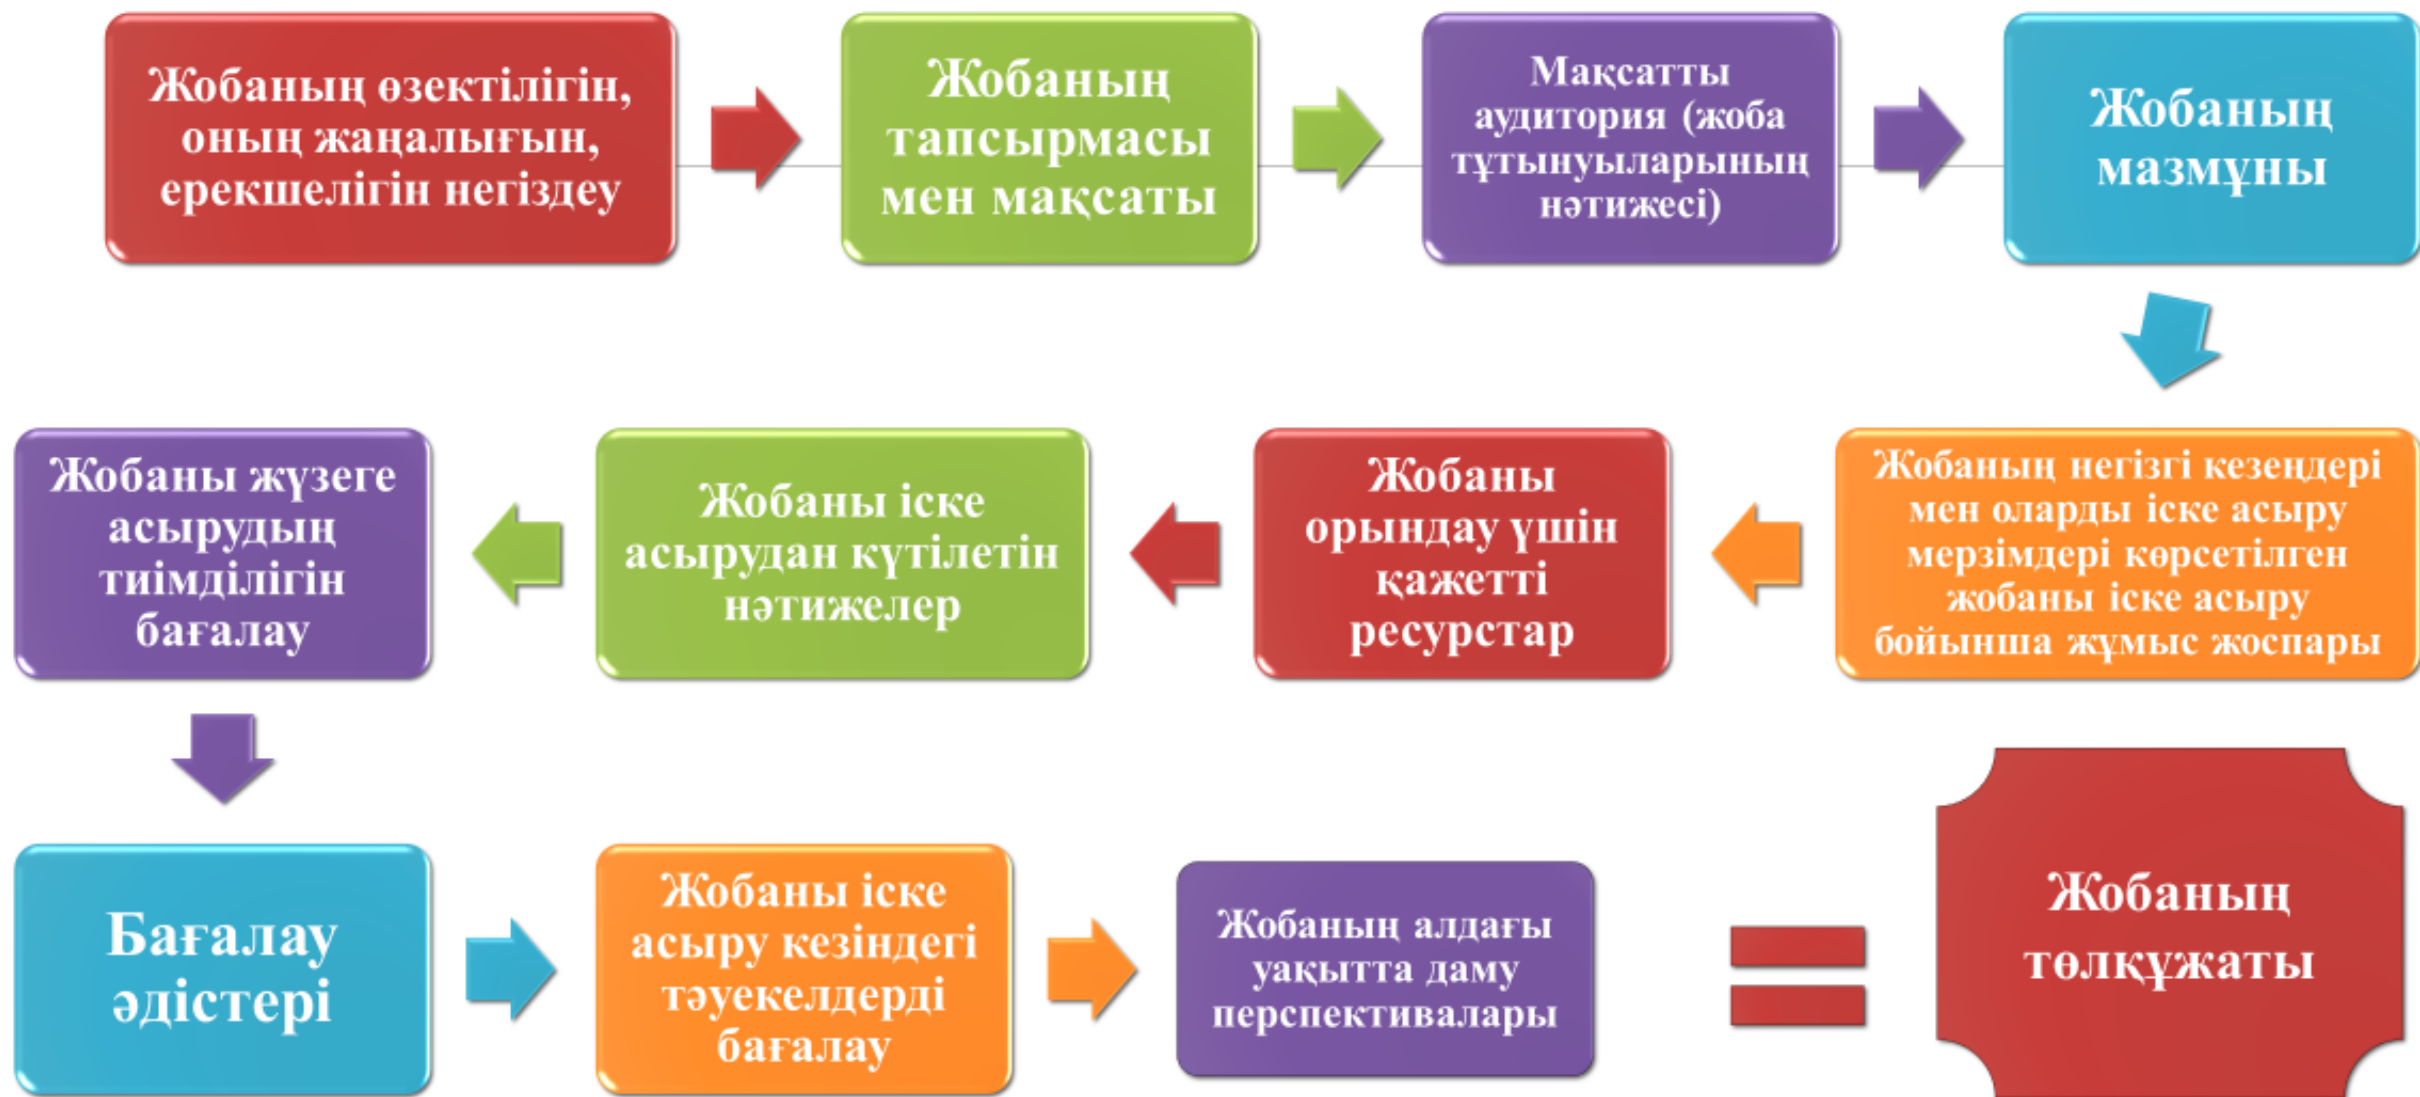 Жобаның өзектілігін,
оның жаңалығын,
ерекшелігін негіздеу
Жобаның
тапсырмасы
мен мақсаты
Мақсатты
аудитория (жоба
тұтынуыларының
нәтижесі)
Жобаның
мазмұны
Жобаның негізгі кезеңдері
мен оларды іске асыру
мерзімдері көрсетілген
жобаны іске асыру
бойынша жұмыс жоспары
Жобаны
орындау үшін
қажетті
ресурстар
Жобаны іске
асырудан күтілетін
нәтижелер
Жобаны жүзеге
асырудың
тиімділігін
бағалау
Бағалау
әдістері
Жобаны іске
асыру кезіндегі
тәуекелдерді
бағалау
Жобаның алдағы
уақытта даму
перспективалары
Жобаның
төлқұжаты